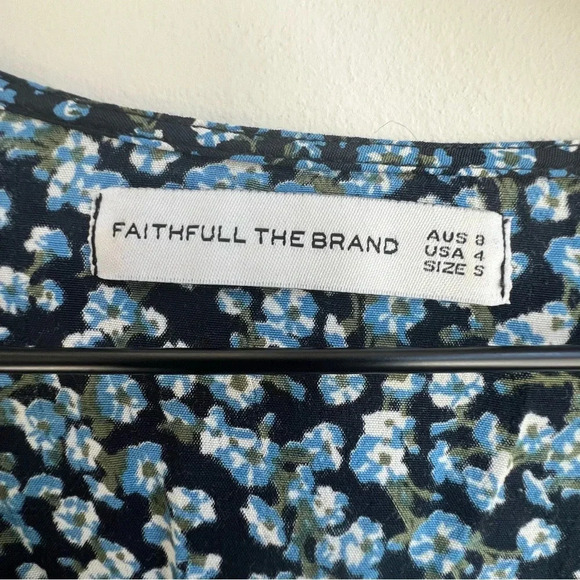 FAITHFULL THE BRAND
AUS 8
USA 4
SIZE S